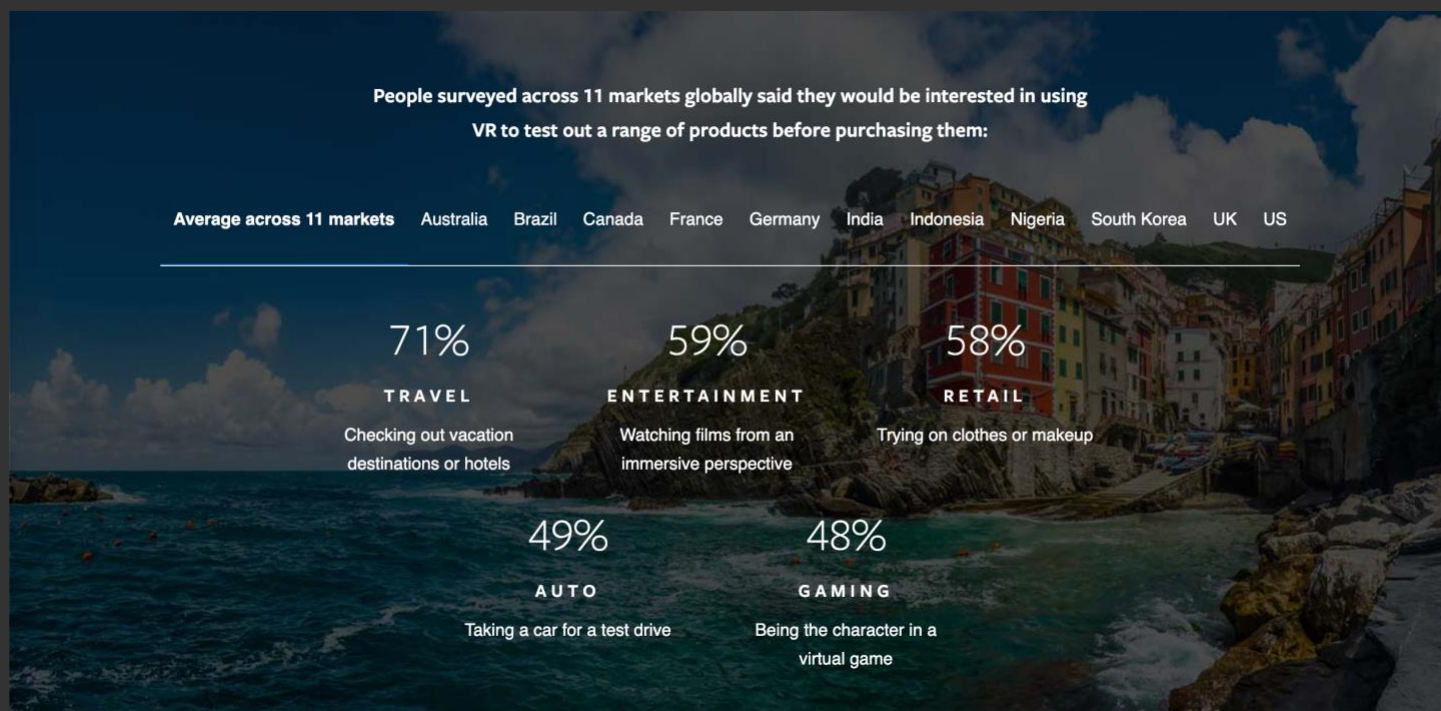 People surveyed across 11 markets globally said they would be interested in using
VR to test out a range of products before purchasing them:
Average across 11 markets Australia Brazil Canada France Germany India Indonesia Nigeria South Korea UK US
71% 59% 58%
TRAVEL ENTERTAINMENT RETAIL
Checking out vacation Watching films from an Trying on clothes or makeup
destinations or hotels immersive perspective
49% 48%
AUTO GAMING
Taking a car for a test drive Being the character in a
virtual game